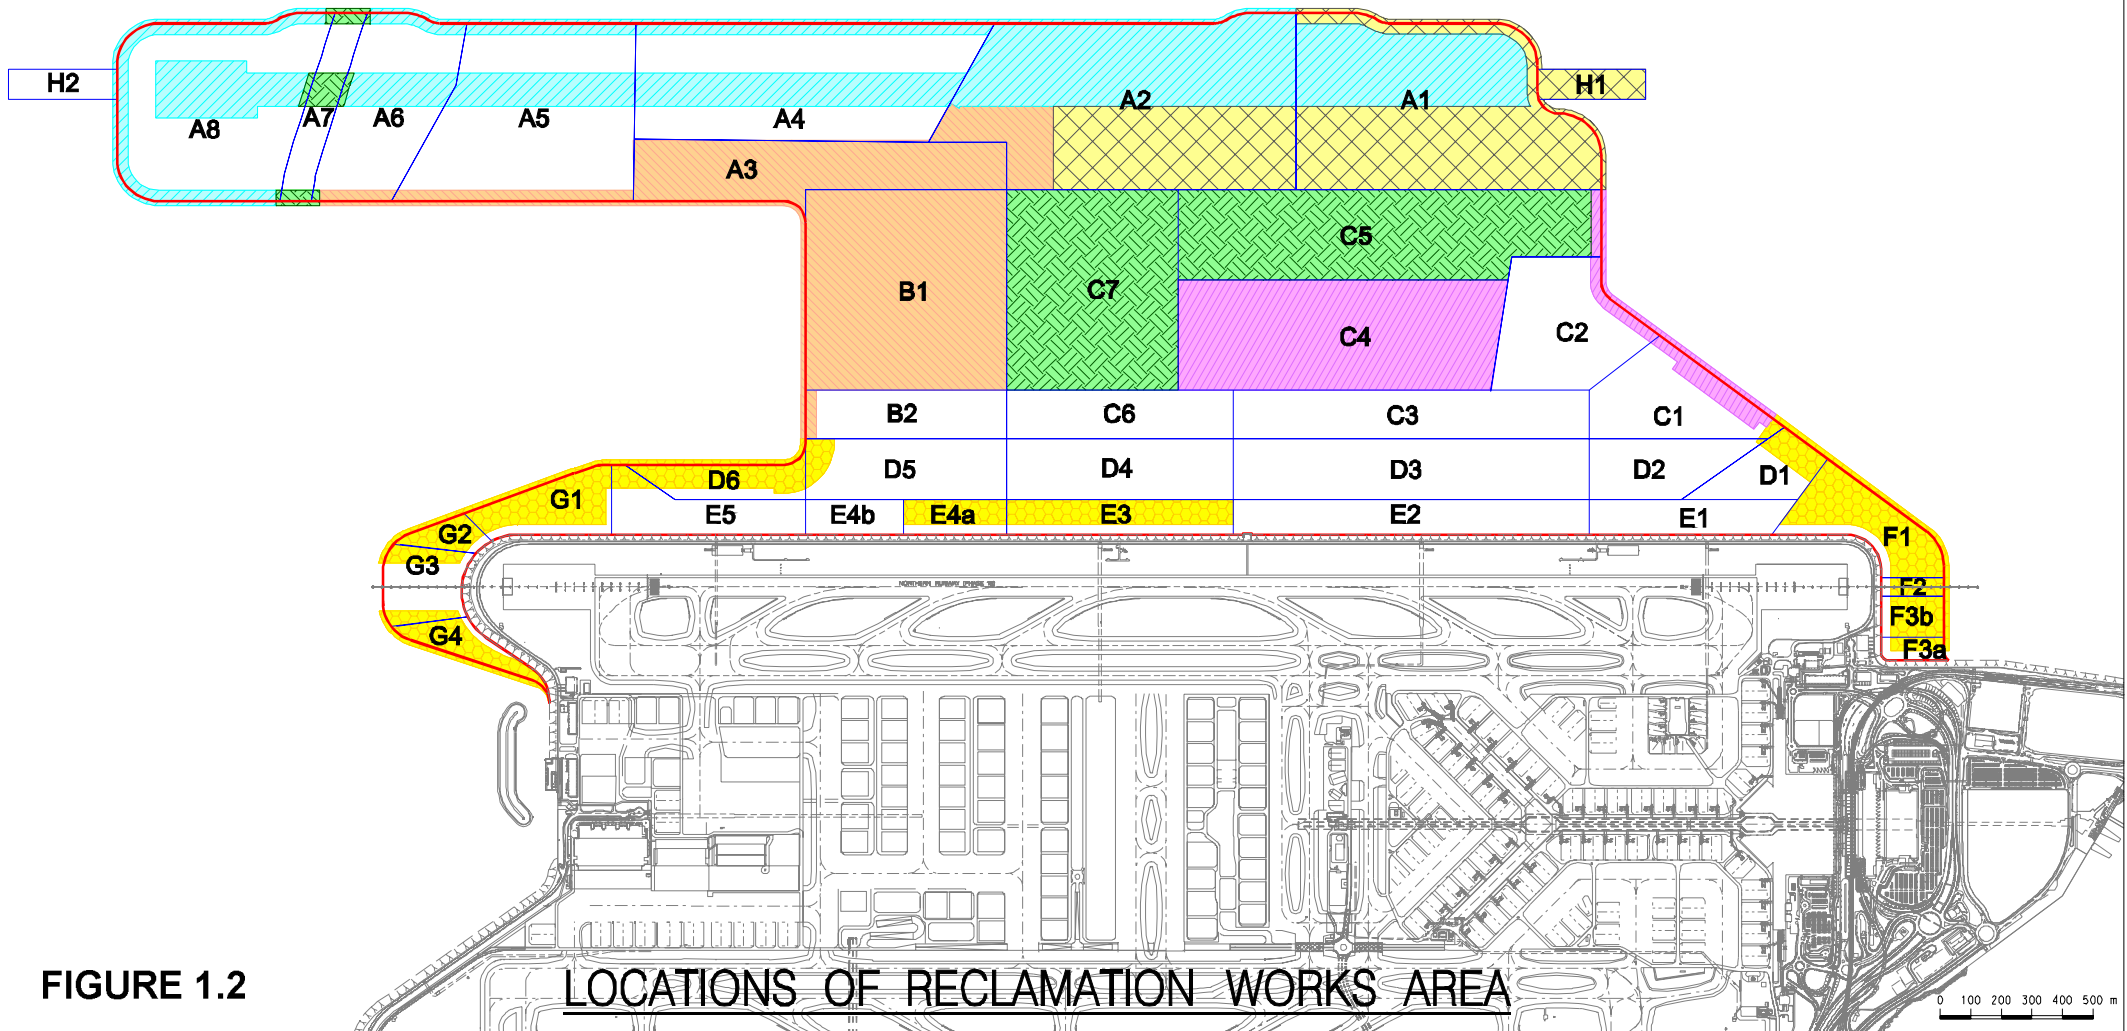 H2
H1
A8
A7
A6
A5
A4
A2
A1
A3
B1
C7
C5
C4
C2
B2
C6
C3
C1
D6
D5
D4
D3
D2
D1
G1
G2
G3
G4
E5
E4b
E4a
E3
E2
E1
F1
F2
F3b
F3a
FIGURE 1.2
LOCATIONS OF RECLAMATION WORKS AREA
0 100 200 300 400 500 m